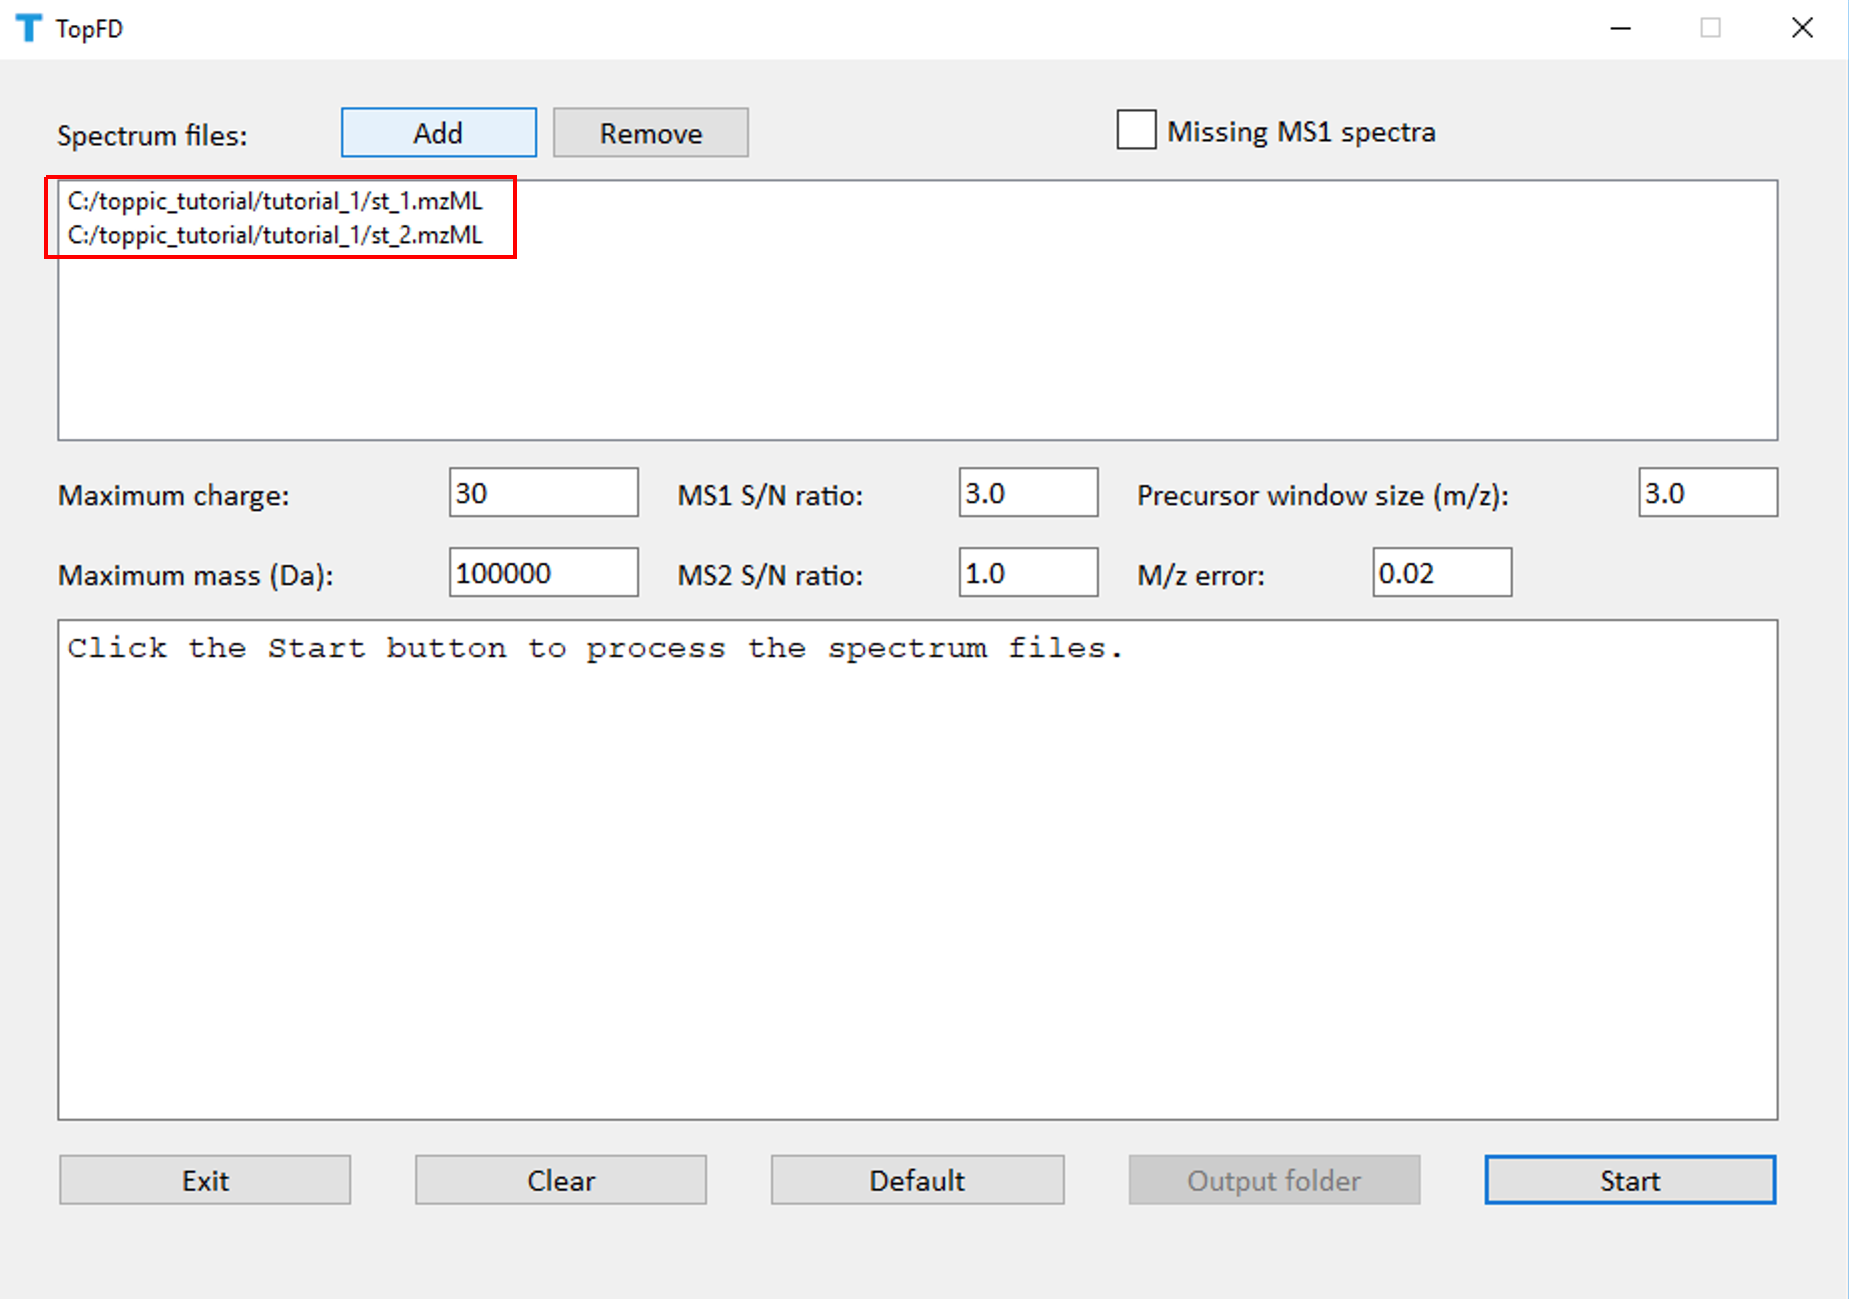 TopFD
Spectrum files: Add Remove Missing MS1 spectra
C:/toppic_tutorial/tutorial_1/st_1.mzML
C:/toppic_tutorial/tutorial_1/st_2.mzML
Maximum charge: 30 MS1 S/N ratio: 3.0 Precursor window size (m/z): 3.0
Maximum mass (Da): 100000 MS2 S/N ratio: 1.0 M/z error: 0.02
Click the Start button to process the spectrum files.
Exit Clear Default Output folder Start